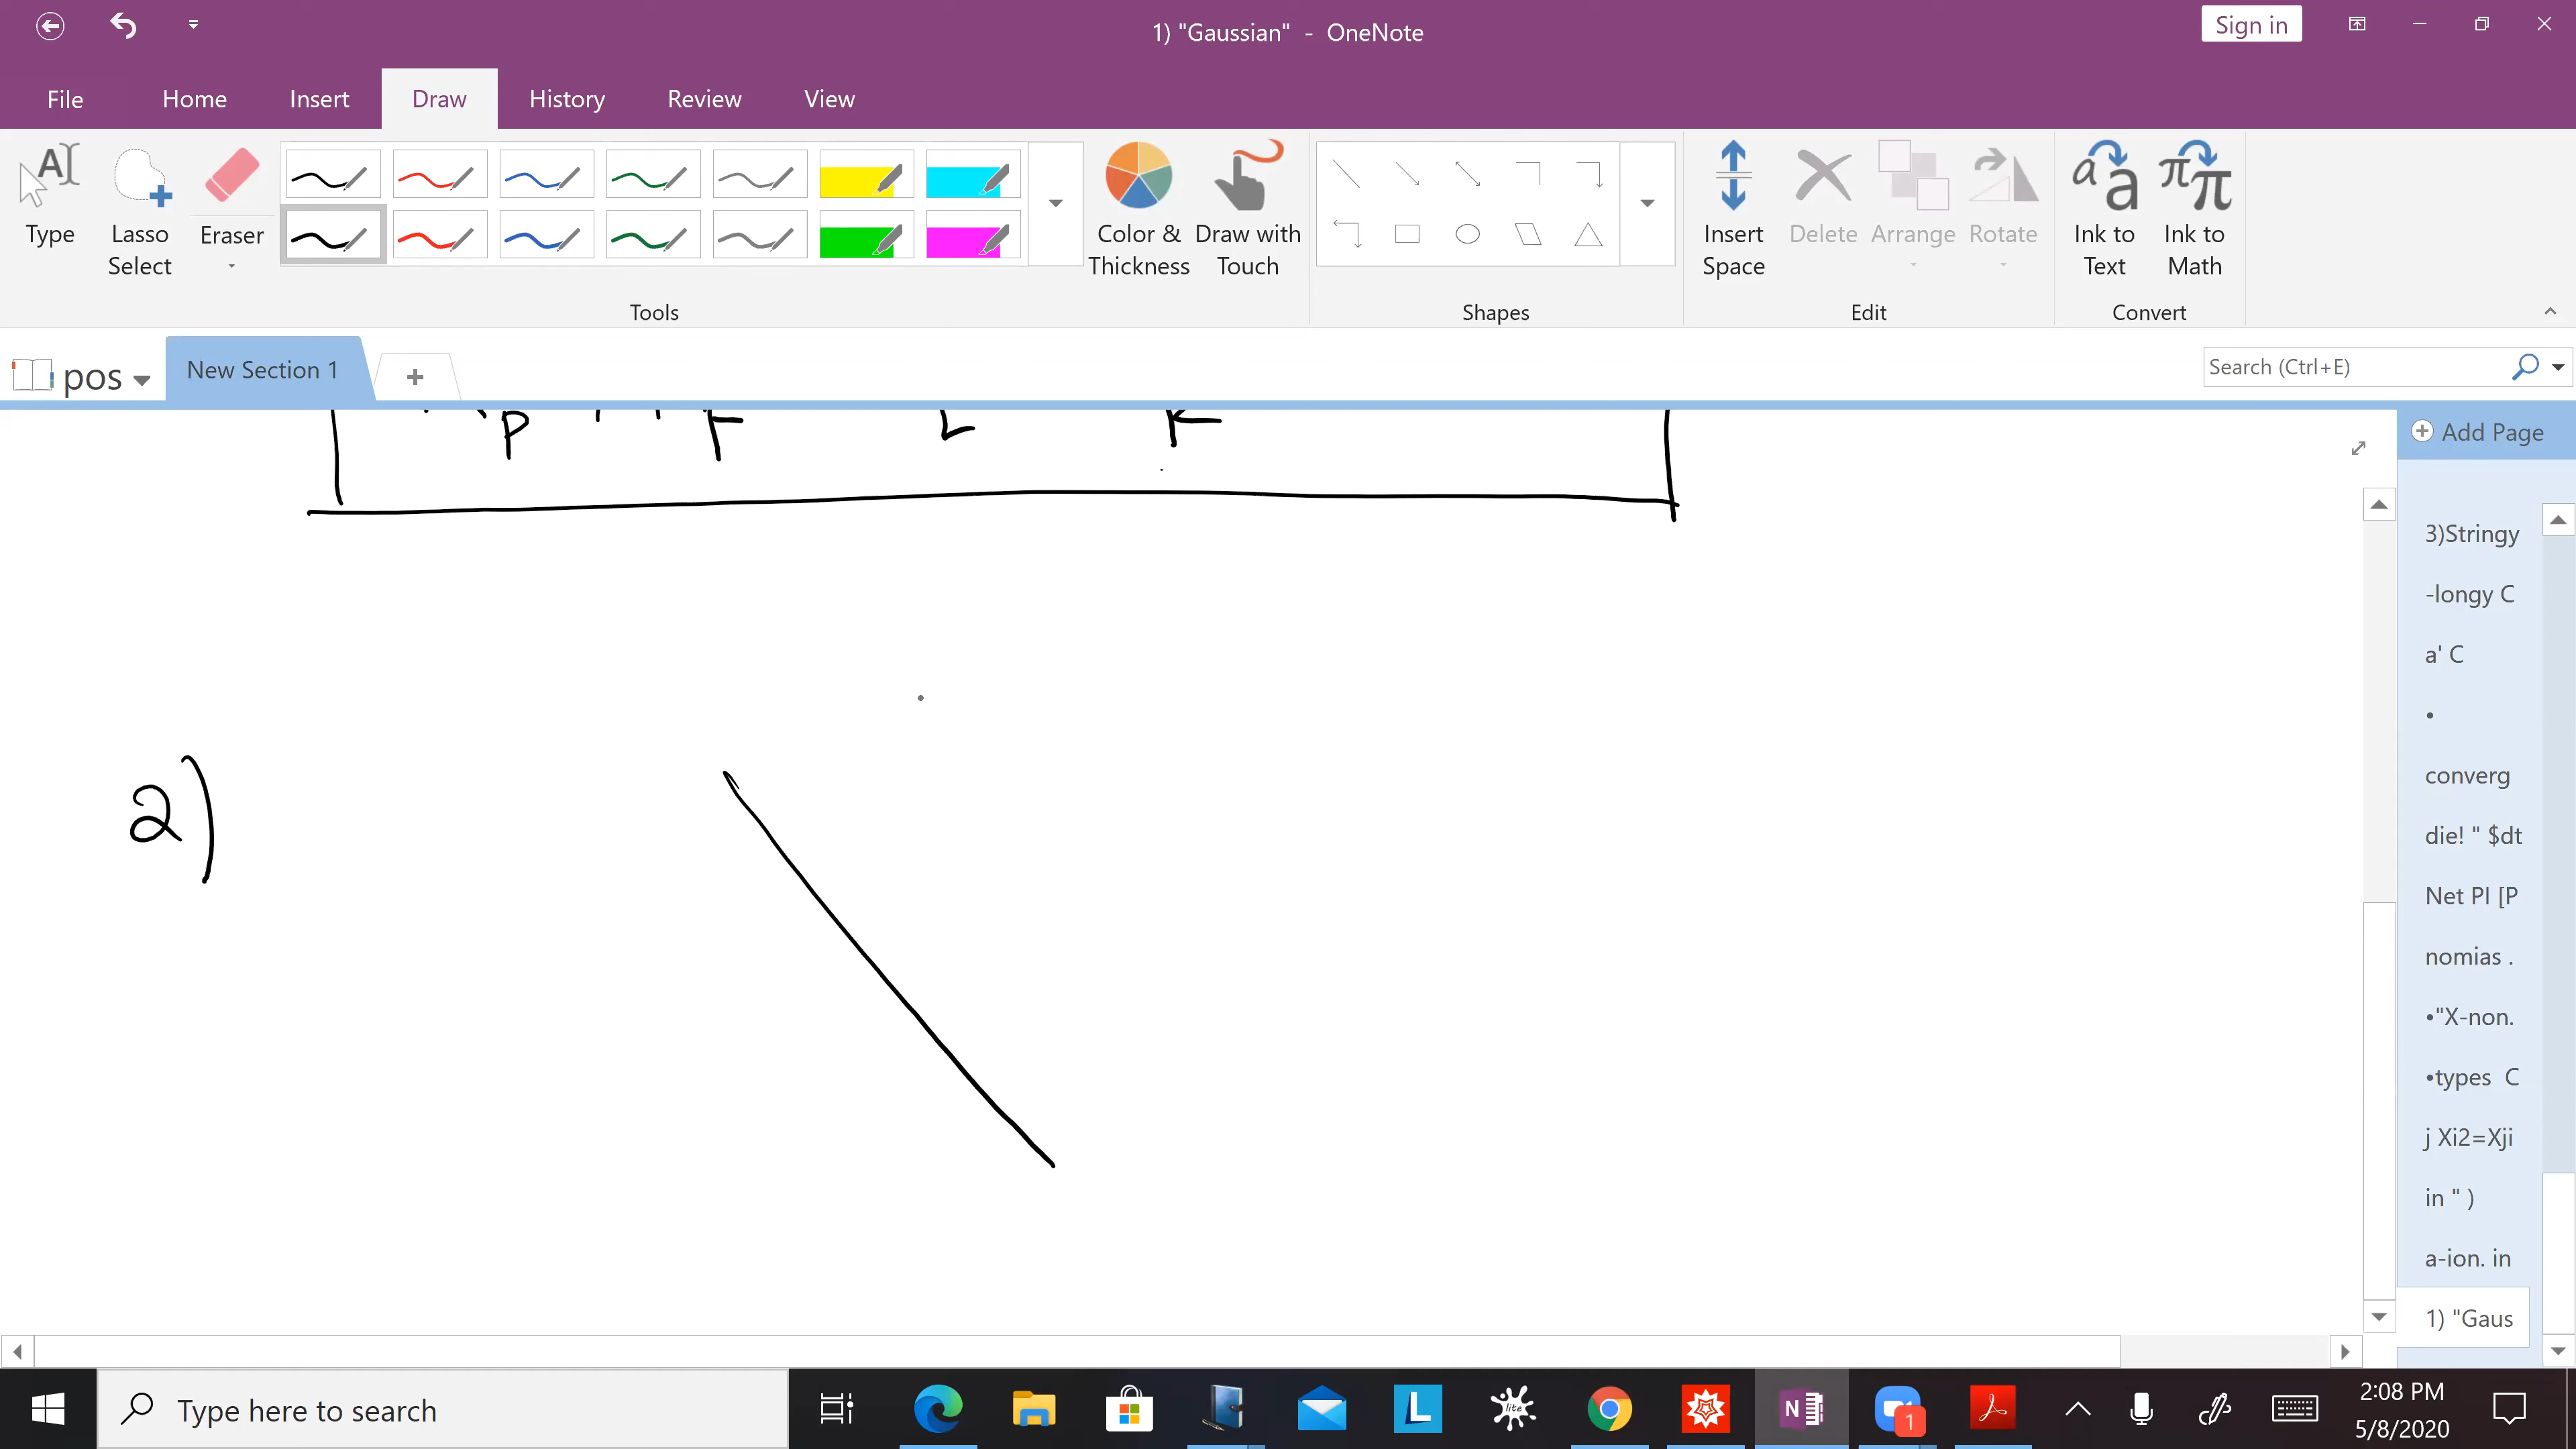 1) "Gaussian" - OneNote
Sign in
File Home Insert Draw History Review View
Type
Lasso Select
Eraser
Color & Thickness
Draw with Touch
Insert Space
Delete
Arrange
Rotate
Ink to Text
Ink to Math
Tools
Shapes
Edit
Convert
pos
New Section 1
+
Search (Ctrl+E)
Add Page
P F L F
2)
3)Stringy
-longy C
a' C
•
converg
die! " $dt
Net PI [P
nomias .
•"X-non.
•types C
j Xi2=Xji
in " )
a-ion. in
1) "Gaus
Type here to search
L
lite
N
1
2:08 PM
5/8/2020